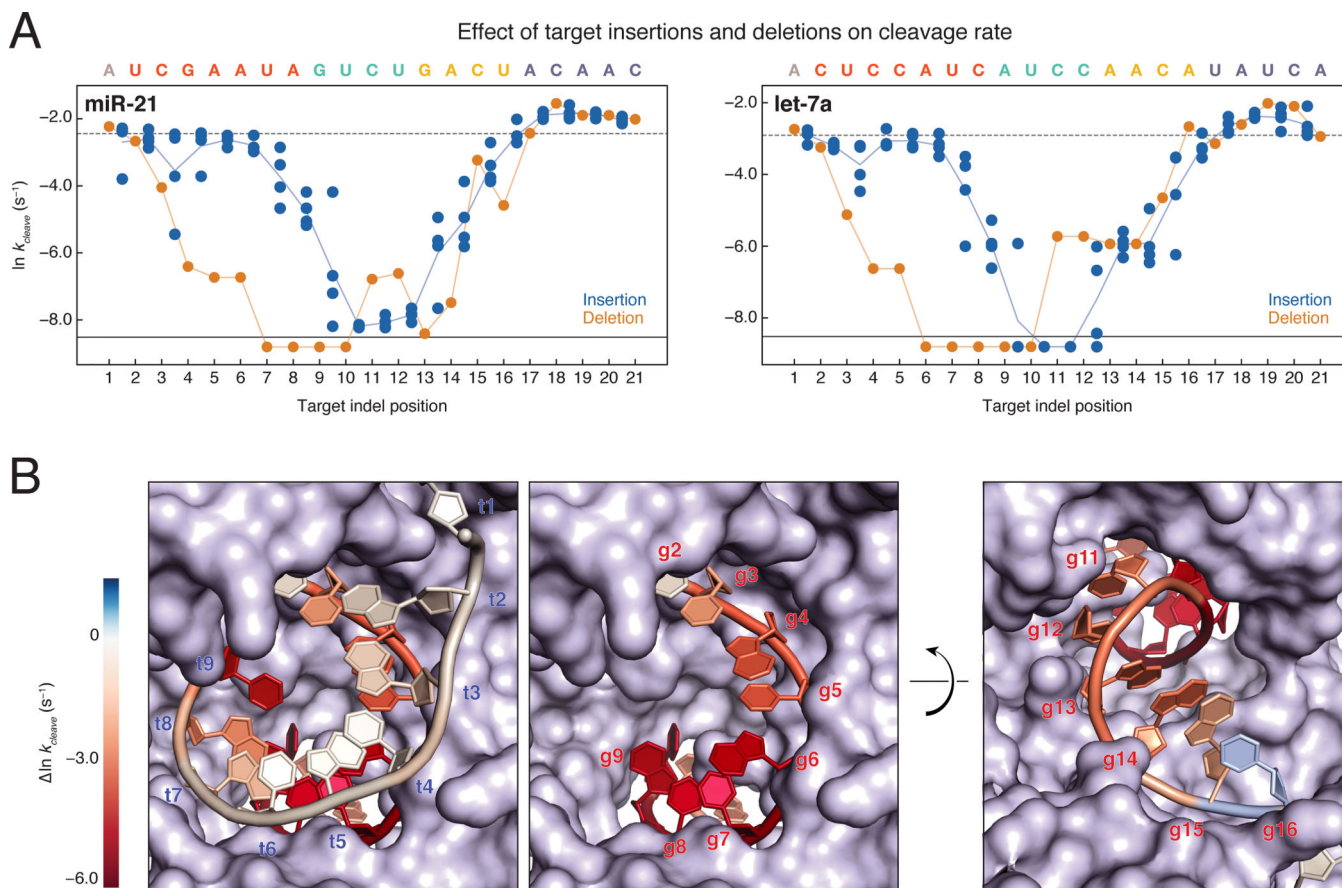 A
Effect of target insertions and deletions on cleavage rate
A U C G A A U A G U C U G A C U A C A A C
miR-21
−2.0
−4.0
−6.0
−8.0
ln kcleave (s−1)
Insertion
Deletion
1 2 3 4 5 6 7 8 9 10 11 12 13 14 15 16 17 18 19 20 21
Target indel position
A C U C C A U C A U C C A A C A U A U C A
let-7a
−2.0
−4.0
−6.0
−8.0
Insertion
Deletion
1 2 3 4 5 6 7 8 9 10 11 12 13 14 15 16 17 18 19 20 21
Target indel position
B
0
−3.0
−6.0
Δln kcleave (s−1)
t1
t2
t9
t3
t8
t7
t4
t6
t5
g2
g3
g4
g5
g9
g6
g8
g7
g11
g12
g13
g14
g15
g16